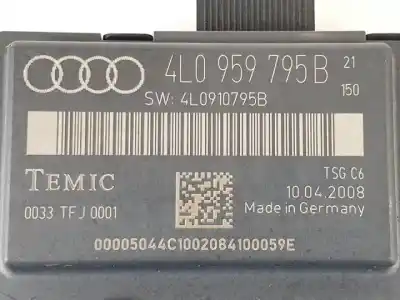 4L0 959 795 B 21
150
SW: 4L0910795B
TEMIC
TSG C6
10.04.2008
0033 TFJ 0001
Made in Germany
00005044C1002084100059E